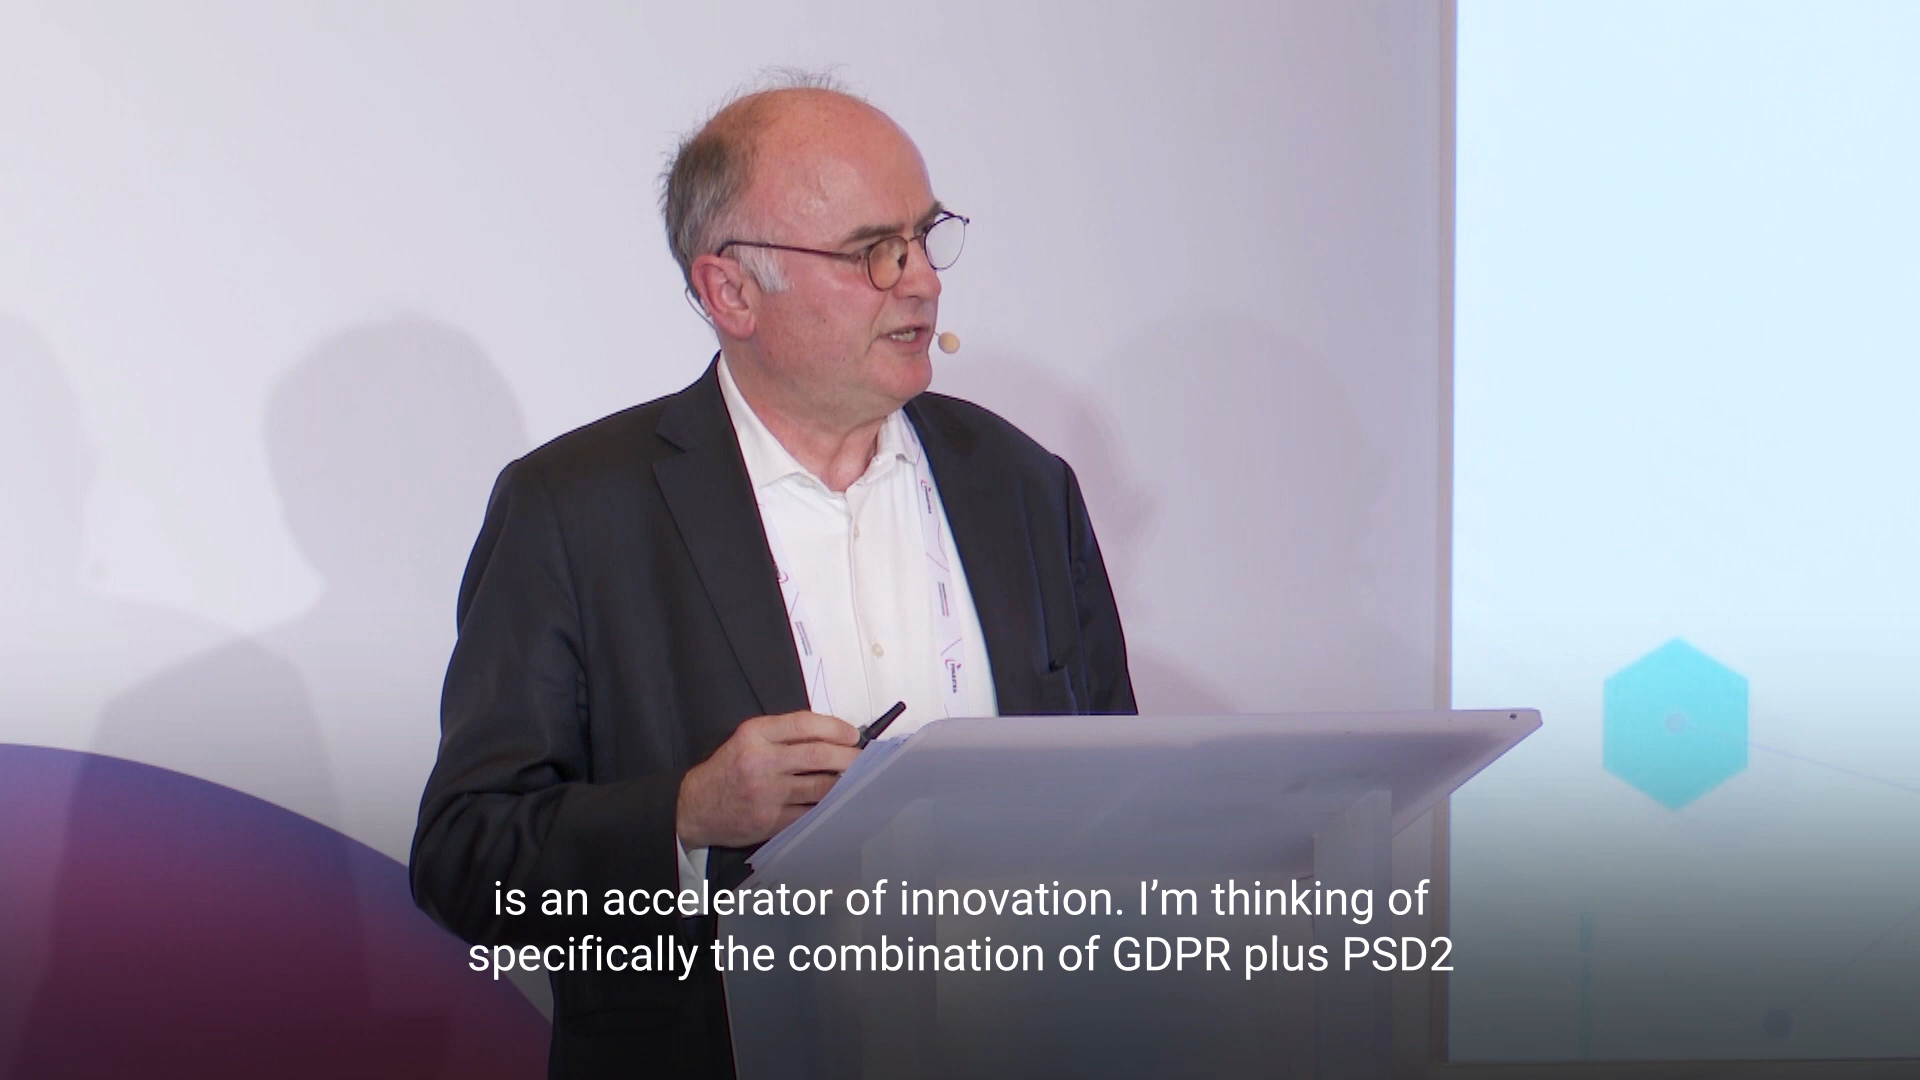 is an accelerator of innovation. I’m thinking of
specifically the combination of GDPR plus PSD2